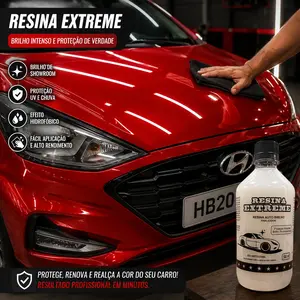 RESINA EXTREME
BRILHO INTENSO E PROTEÇÃO DE VERDADE
BRILHO DE
SHOWROOM
PROTEÇÃO
UV E CHUVA
EFEITO
HIDROFÓBICO
FÁCIL APLICAÇÃO
E ALTO RENDIMENTO
HB20
RESINA
EXTREME
PROTEGE, RENOVA E REALÇA A COR DO SEU CARRO!
RESULTADO PROFISSIONAL EM MINUTOS.